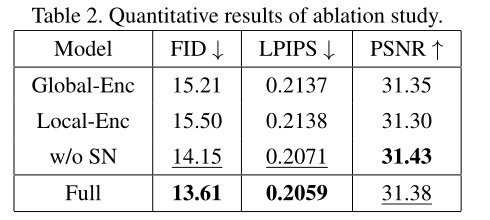 Table 2. Quantitative results of ablation study.
Model FID ↓ LPIPS ↓ PSNR ↑
Global-Enc 15.21 0.2137 31.35
Local-Enc 15.50 0.2138 31.30
w/o SN 14.15 0.2071 31.43
Full 13.61 0.2059 31.38